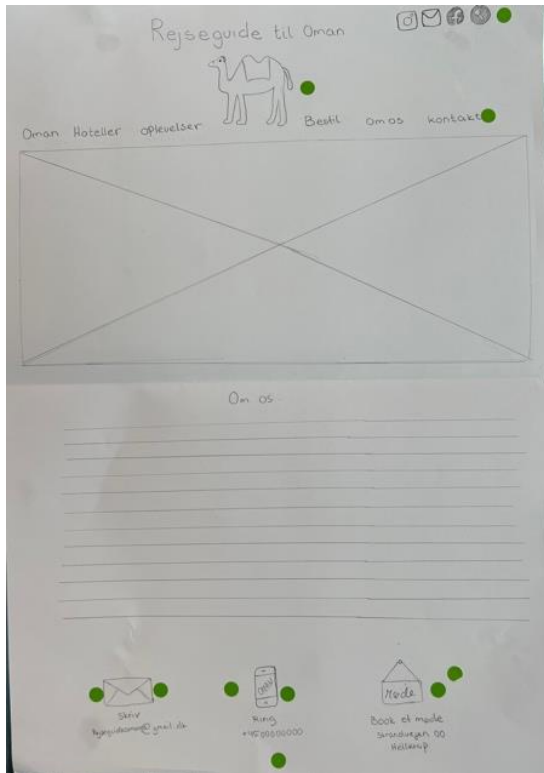 Rejseguide til Oman
Oman Hoteller oplevelser Bestil om os kontakt
Om os
Møde
Skriv
Ring
+4500000000
Book et møde
Strandvejen 00
Hellerup